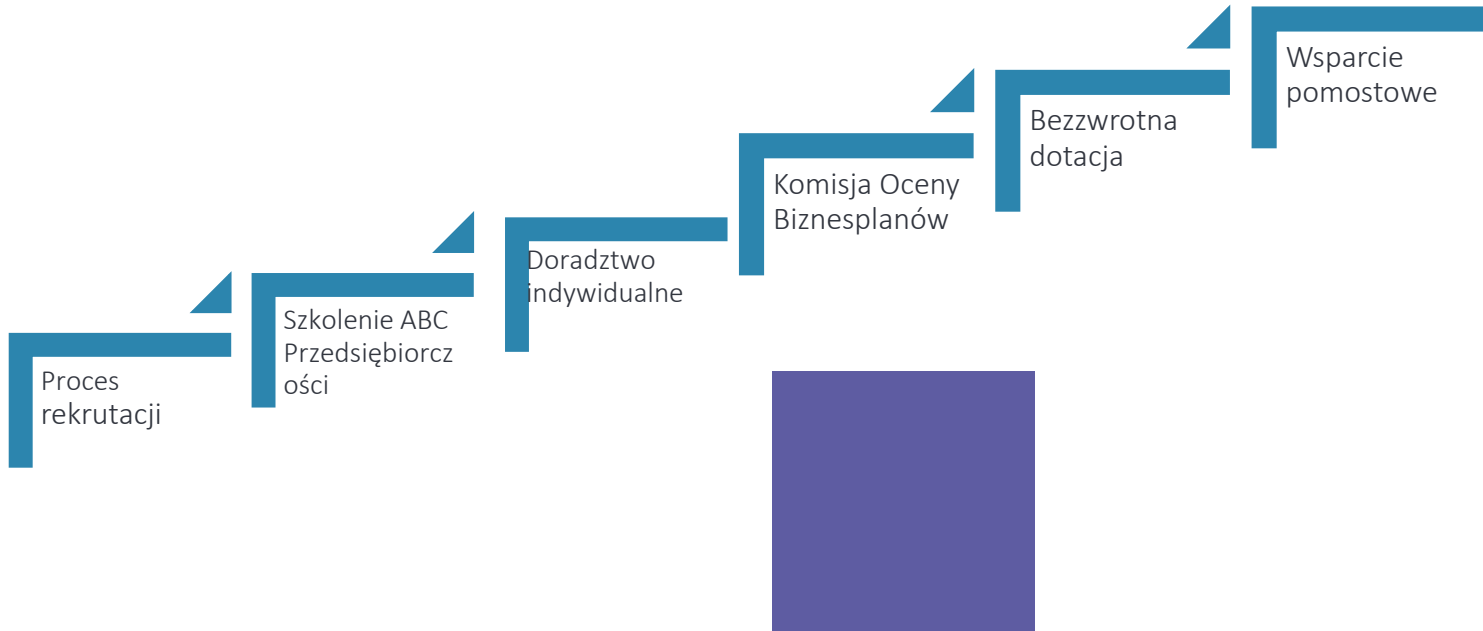 Proces
rekrutacji
Szkolenie ABC
Przedsiębiorcz
ości
Doradztwo
indywidualne
Komisja Oceny
Biznesplanów
Bezzwrotna
dotacja
Wsparcie
pomostowe